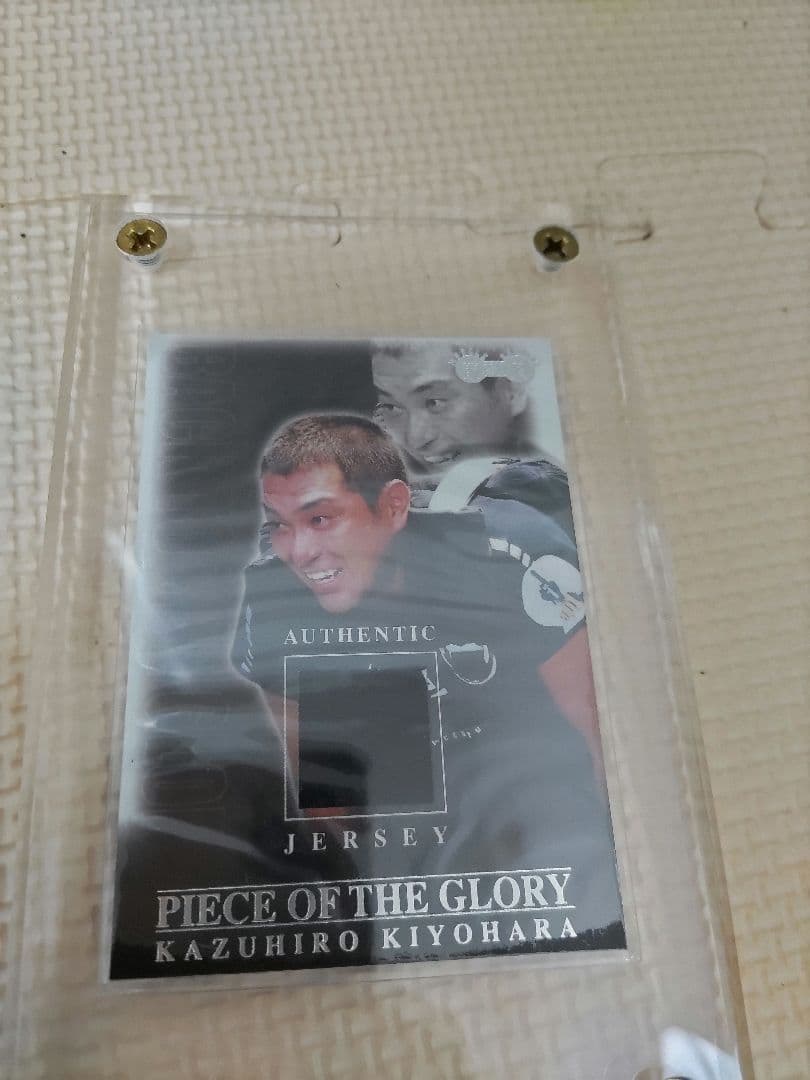 AUTHENTIC
JERSEY
PIECE OF THE GLORY
KAZUHIRO KIYOHARA